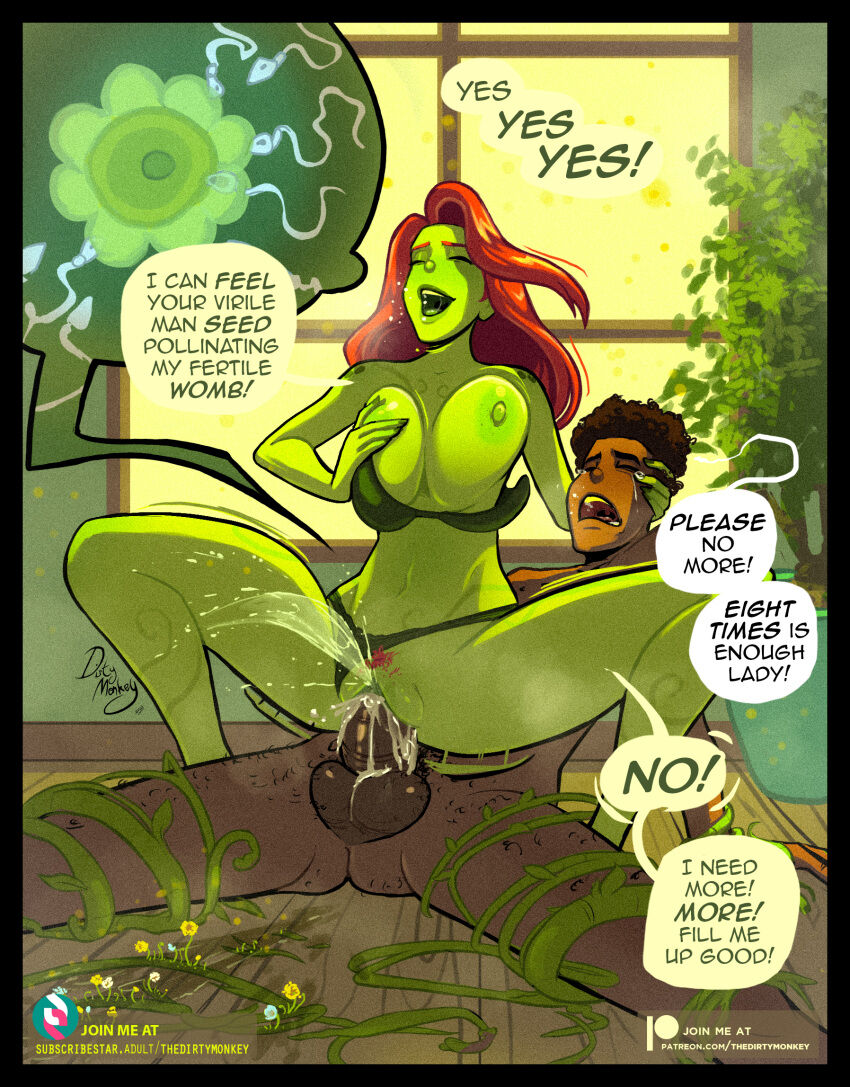 YES
YES
YES!
I CAN FEEL
YOUR VIRILE
MAN SEED
POLLINATING
MY FERTILE
WOMB!
PLEASE
NO
MORE!
EIGHT
TIMES IS
ENOUGH
LADY!
Dirty
Monkey
NO!
I NEED
MORE!
MORE!
FILL ME
UP GOOD!
JOIN ME AT
SUBSCRIBESTAR.ADULT/THEDIRTYMONKEY
JOIN ME AT
PATREON.COM/THEDIRTYMONKEY